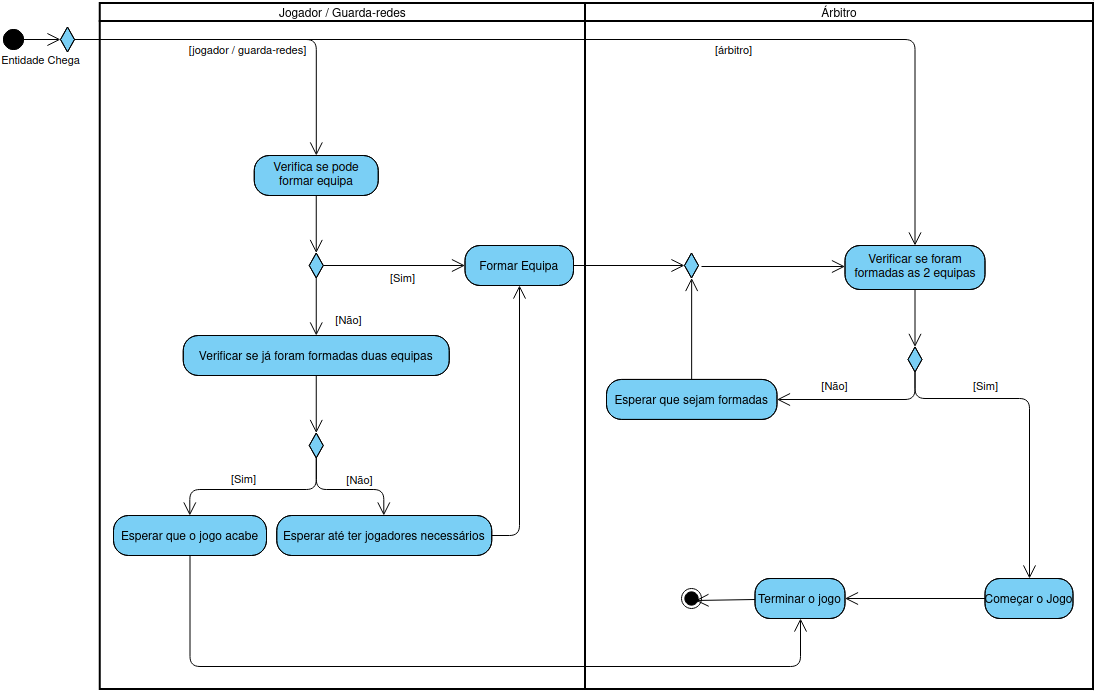 Jogador / Guarda-redes
Árbitro
Entidade Chega
[jogador / guarda-redes]
[árbitro]
Verifica se pode
formar equipa
Formar Equipa
[Sim]
Verificar se foram
formadas as 2 equipas
[Não]
Verificar se já foram formadas duas equipas
[Não]
[Sim]
Esperar que sejam formadas
[Sim]
[Não]
Esperar que o jogo acabe
Esperar até ter jogadores necessários
Terminar o jogo
Começar o Jogo